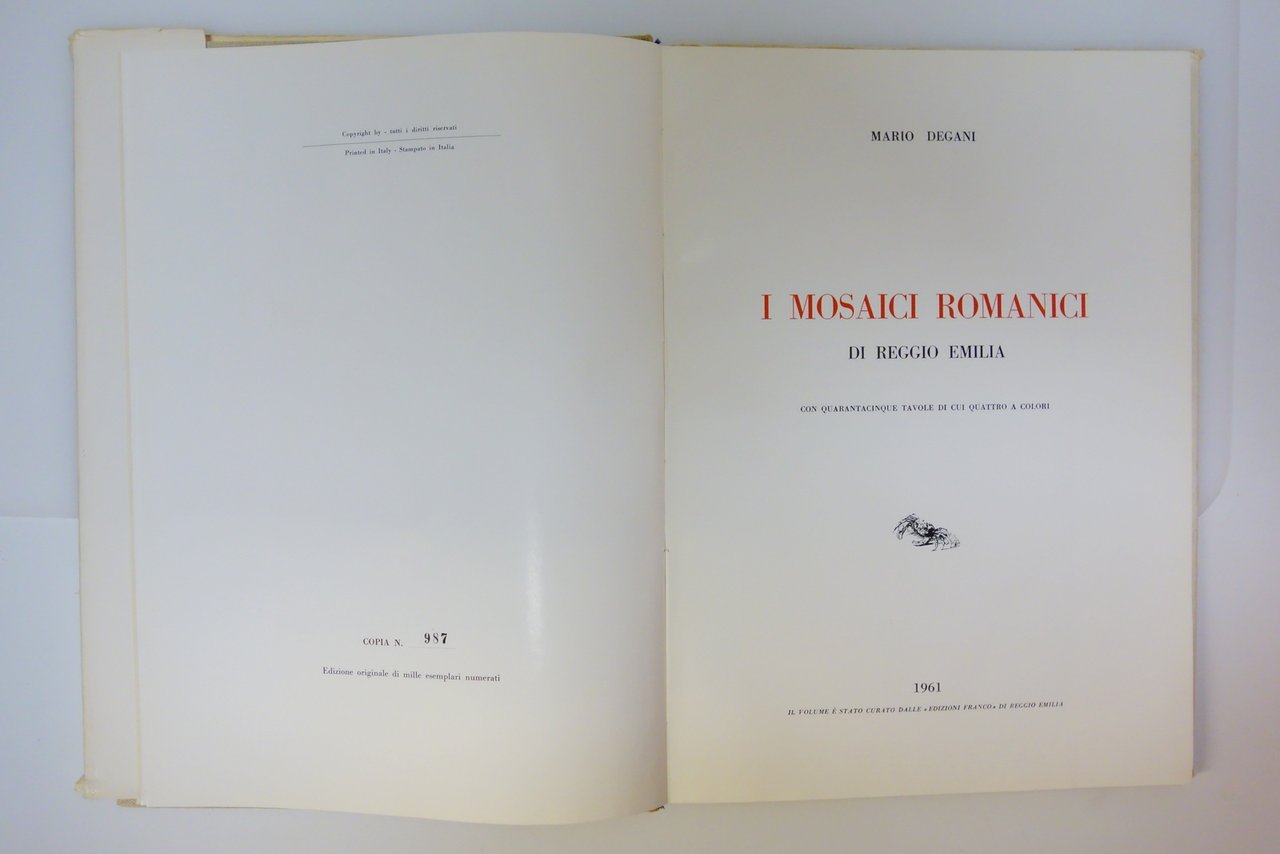 Copyright by - tutti i diritti riservati
Printed in Italy - Stampato in Italia
COPIA N. 987
Edizione originale di mille esemplari numerati
MARIO DEGANI
I MOSAICI ROMANICI
DI REGGIO EMILIA
CON QUARANTACINQUE TAVOLE DI CUI QUATTRO A COLORI
1961
IL VOLUME È STATO CURATO DALLE «EDIZIONI FRANCO» DI REGGIO EMILIA